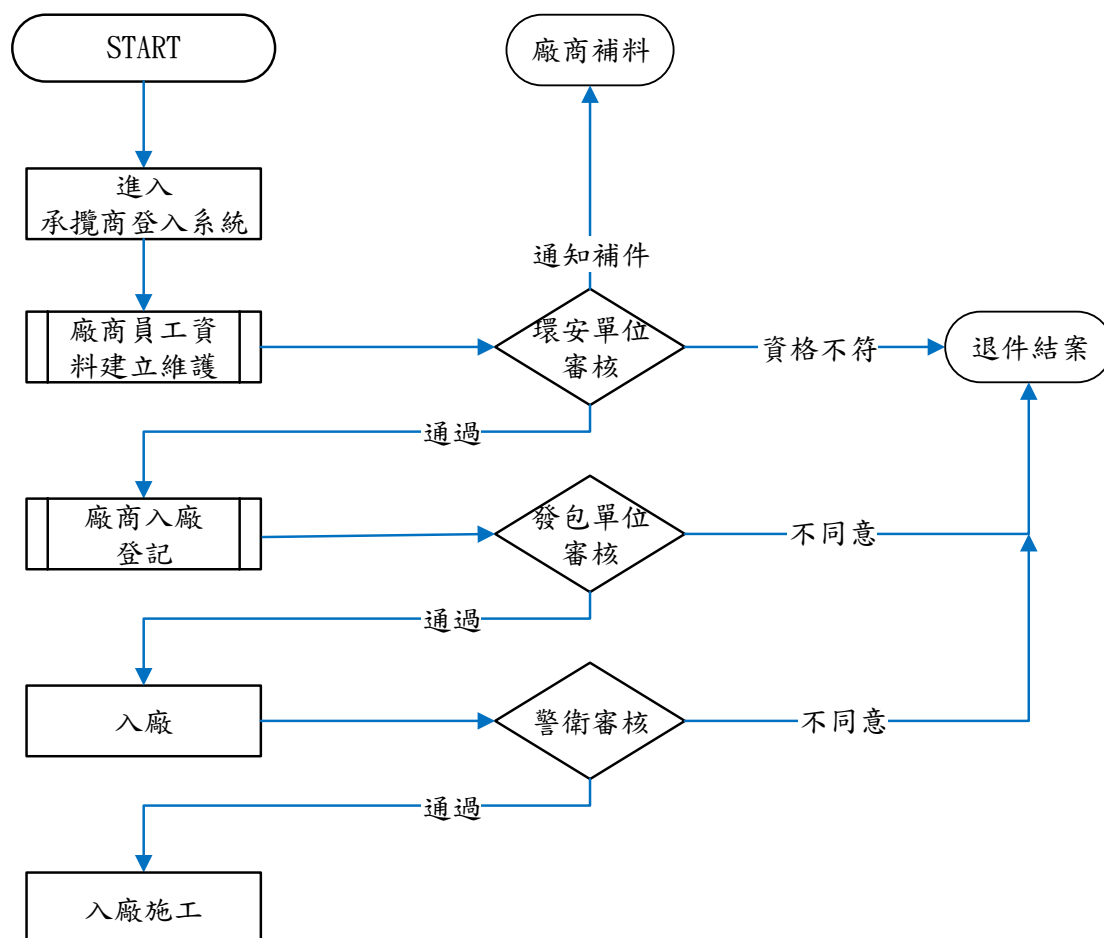 START
廠商補料
進入
承攬商登入系統
通知補件
廠商員工資
料建立維護
環安單位
審核
資格不符
退件結案
通過
廠商入廠
登記
發包單位
審核
不同意
通過
入廠
警衛審核
不同意
通過
入廠施工